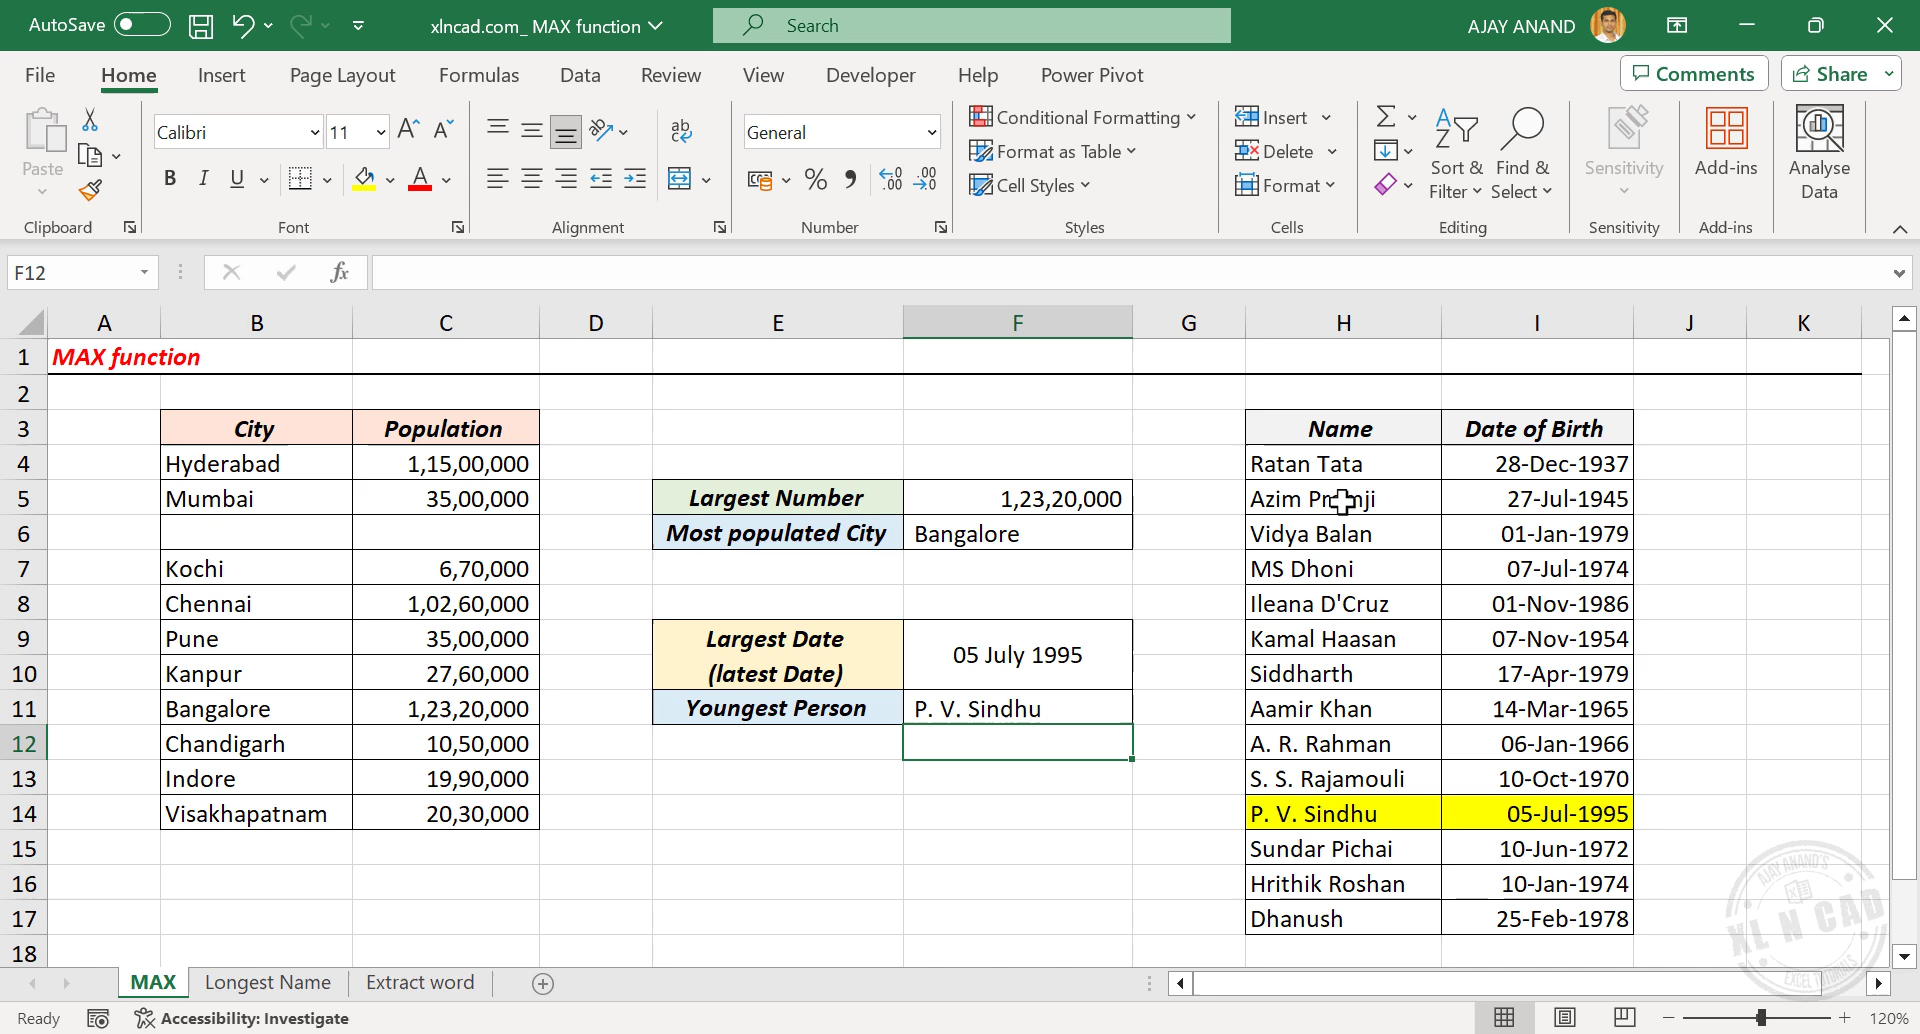 AutoSave xlncad.com_ MAX function Search AJAY ANAND
File Home Insert Page Layout Formulas Data Review View Developer Help Power Pivot Comments Share
Paste Calibri 11 General Conditional Formatting Format as Table Cell Styles Insert Delete Format Sort & Filter Find & Select Sensitivity Add-ins Analyse Data
Clipboard Font Alignment Number Styles Cells Editing Sensitivity Add-ins
F12 fx
A B C D E F G H I J K
1 MAX function
2
3 City Population Name Date of Birth
4 Hyderabad 1,15,00,000 Ratan Tata 28-Dec-1937
5 Mumbai 35,00,000 Largest Number 1,23,20,000 Azim 27-Jul-1945
6 Most populated City Bangalore Vidya Balan 01-Jan-1979
7 Kochi 6,70,000 MS Dhoni 07-Jul-1974
8 Chennai 1,02,60,000 Ileana D'Cruz 01-Nov-1986
9 Pune 35,00,000 Largest Date 05 July 1995 Kamal Haasan 07-Nov-1954
10 Kanpur 27,60,000 (latest Date) Siddharth 17-Apr-1979
11 Bangalore 1,23,20,000 Youngest Person P. V. Sindhu Aamir Khan 14-Mar-1965
12 Chandigarh 10,50,000 A. R. Rahman 06-Jan-1966
13 Indore 19,90,000 S. S. Rajamouli 10-Oct-1970
14 Visakhapatnam 20,30,000 P. V. Sindhu 05-Jul-1995
15 Sundar Pichai 10-Jun-1972
16 Hrithik Roshan 10-Jan-1974
17 Dhanush 25-Feb-1978
18
AJAY ANAND'S
XL N CAD
EXCEL TUTORIALS
MAX Longest Name Extract word
Ready Accessibility: Investigate 120%